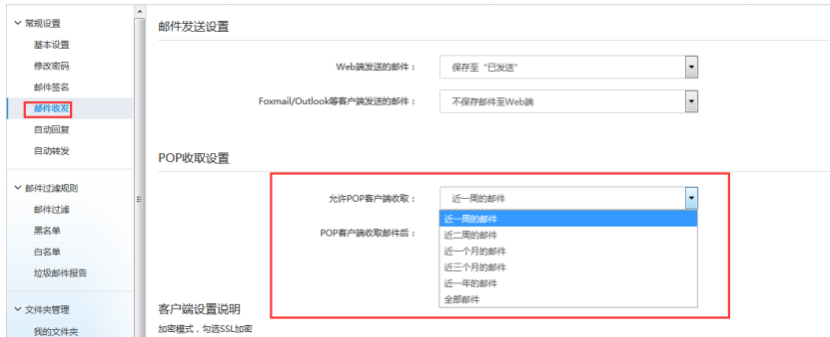 常规设置
基本设置
修改密码
邮件签名
邮件收发
自动回复
自动转发
邮件过滤规则
邮件过滤
黑名单
白名单
垃圾邮件报告
文件夹管理
我的文件夹
邮件发送设置
Web端发送的邮件： 保存至“已发送”
Foxmail/Outlook等客户端发送的邮件： 不保存邮件至Web端
POP收取设置
允许POP客户端收取： 近一周的邮件
近一周的邮件
POP客户端收取邮件后： 近二周的邮件
近一个月的邮件
近三个月的邮件
近一年的邮件
全部邮件
客户端设置说明
加密模式，勾选SSL加密